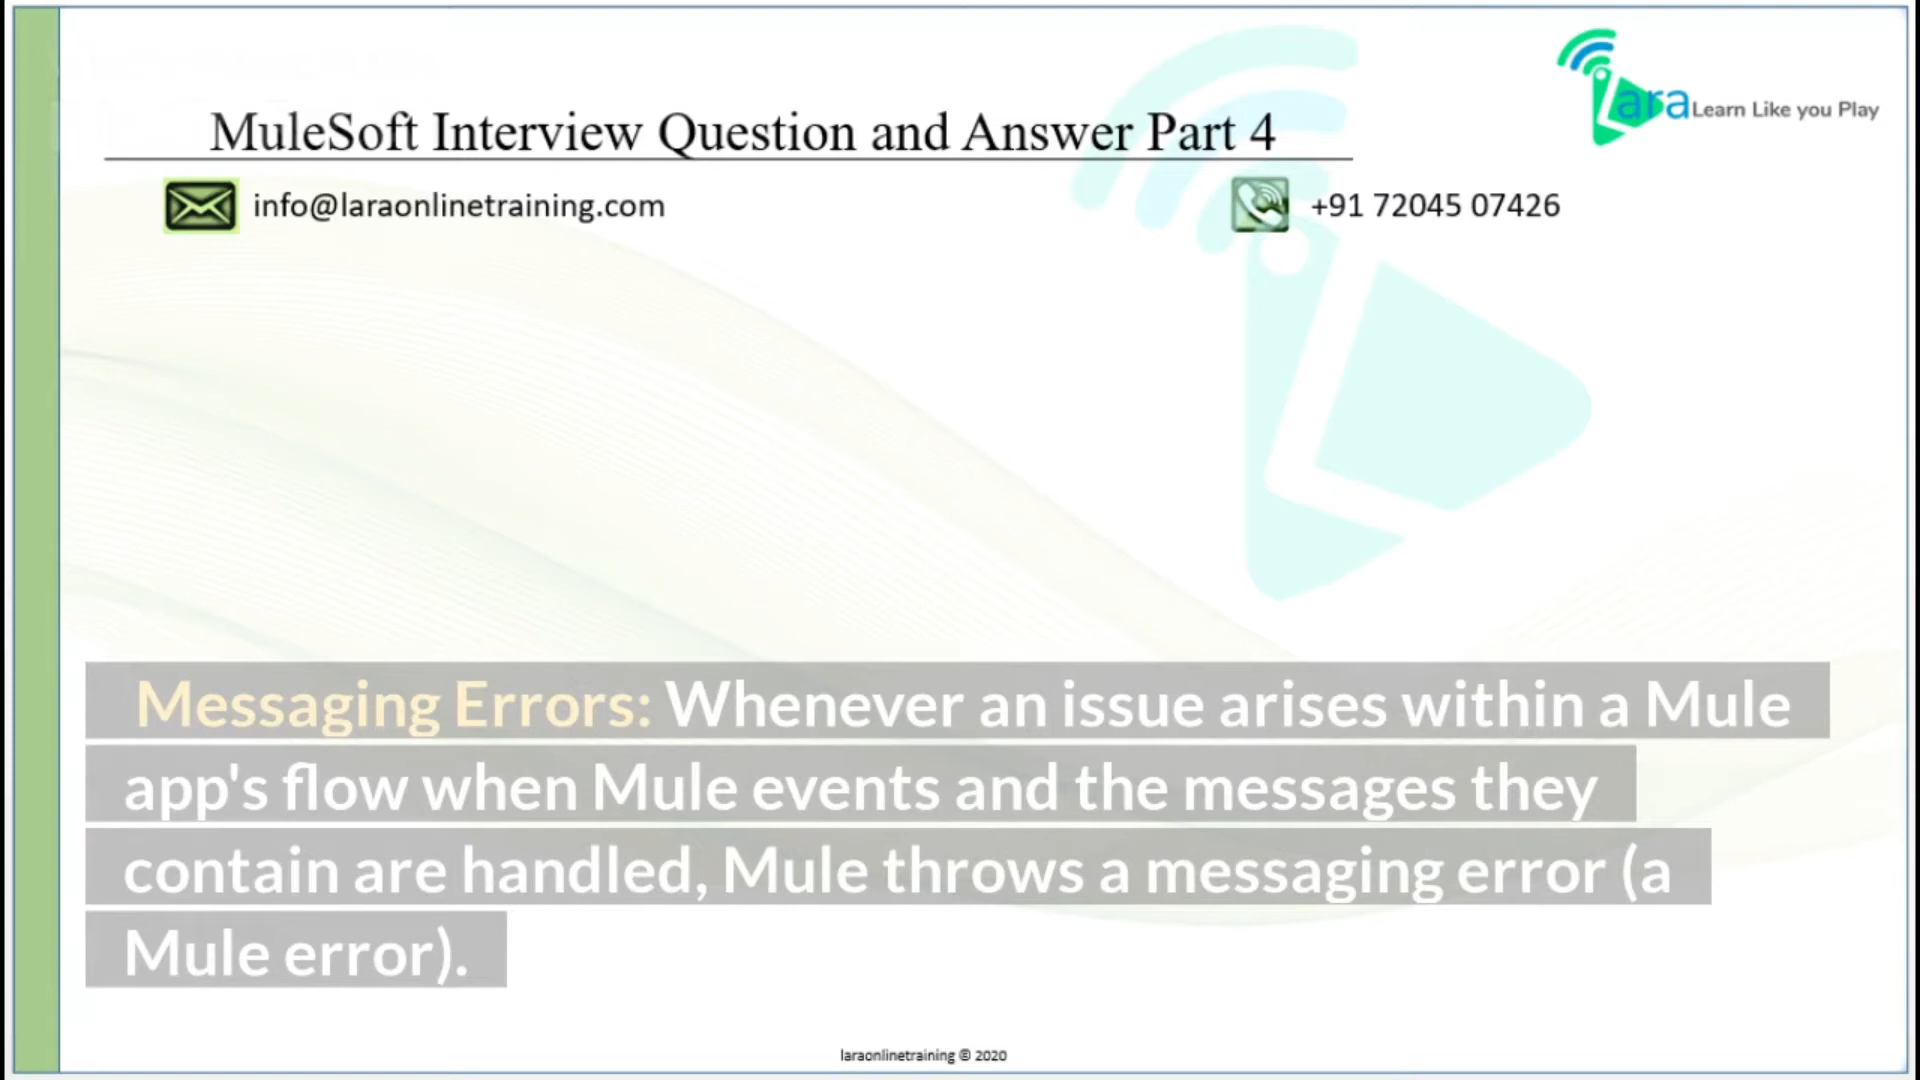 MuleSoft Interview Question and Answer Part 4
Lara Learn Like you Play
info@laraonlinetraining.com
+91 72045 07426
Messaging Errors: Whenever an issue arises within a Mule
app's flow when Mule events and the messages they
contain are handled, Mule throws a messaging error (a
Mule error).
laraonlinetraining © 2020